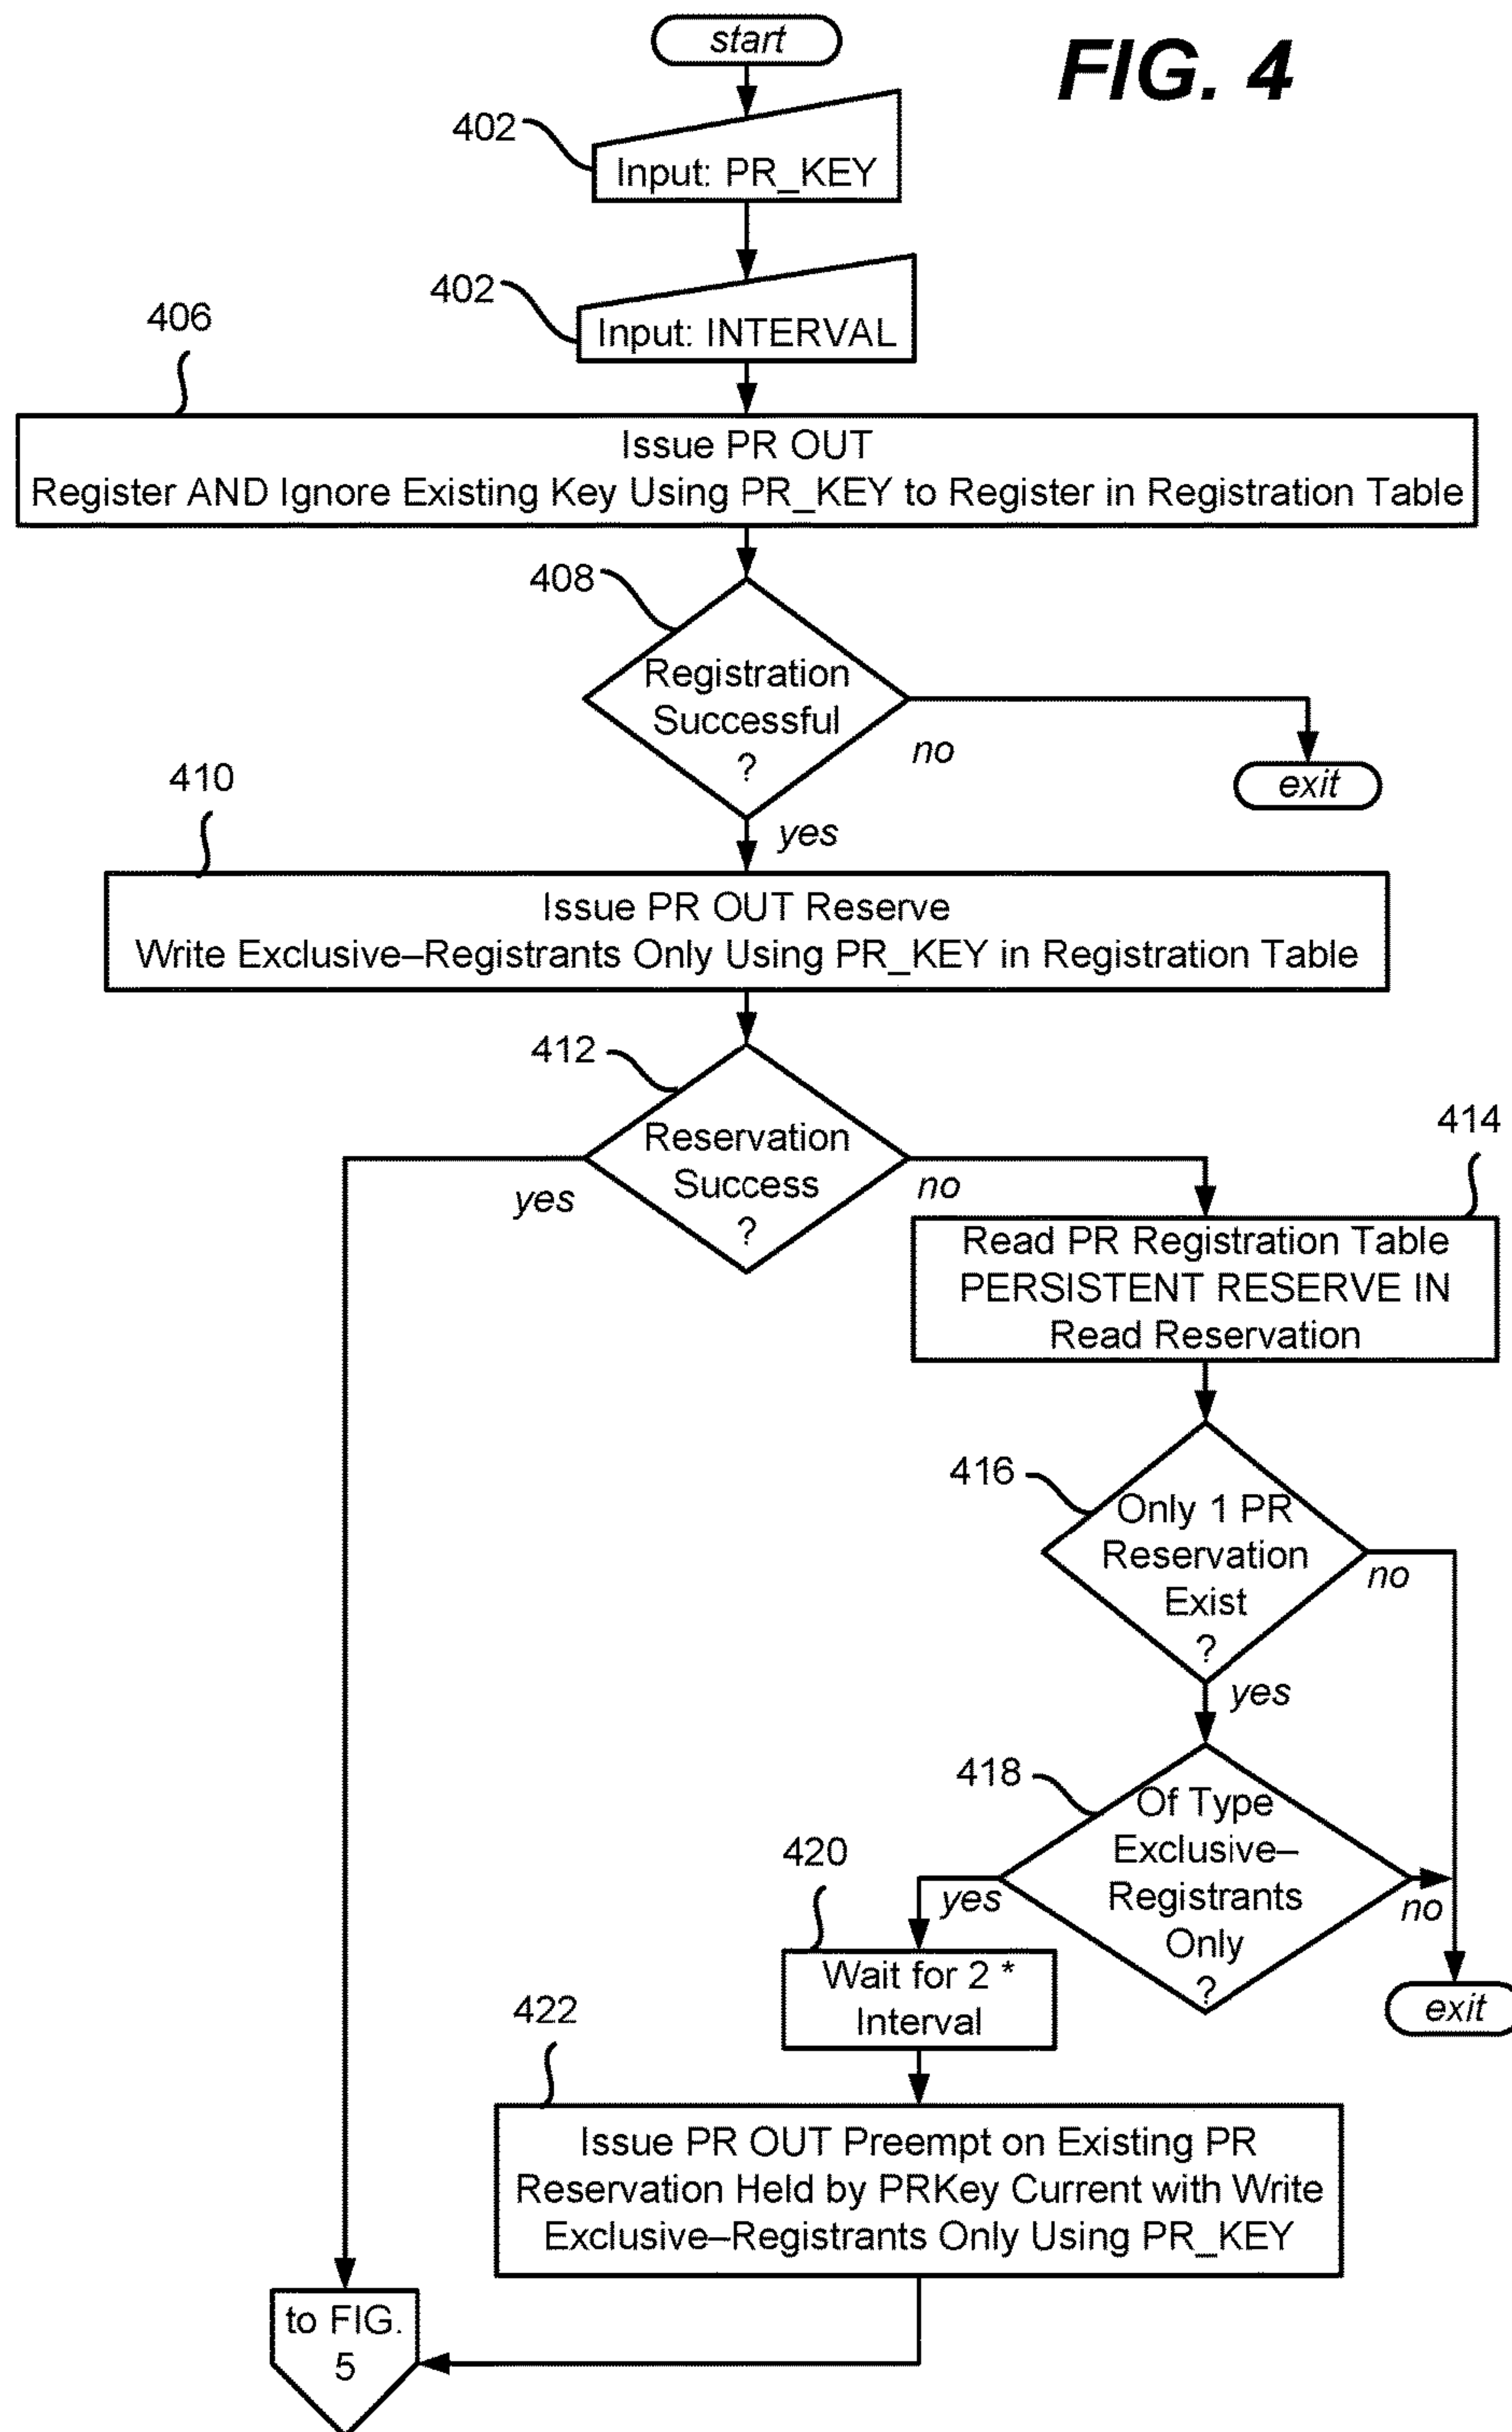 FIG. 4
start
402
Input: PR_KEY
402
Input: INTERVAL
406
Issue PR OUT
Register AND Ignore Existing Key Using PR_KEY to Register in Registration Table
408
Registration
Successful
?
no
exit
yes
410
Issue PR OUT Reserve
Write Exclusive–Registrants Only Using PR_KEY in Registration Table
412
Reservation
Success
?
yes
no
414
Read PR Registration Table
PERSISTENT RESERVE IN
Read Reservation
416
Only 1 PR
Reservation
Exist
?
no
yes
418
Of Type
Exclusive–
Registrants
Only
?
yes
no
exit
420
Wait for 2 *
Interval
422
Issue PR OUT Preempt on Existing PR
Reservation Held by PRKey Current with Write
Exclusive–Registrants Only Using PR_KEY
to FIG.
5